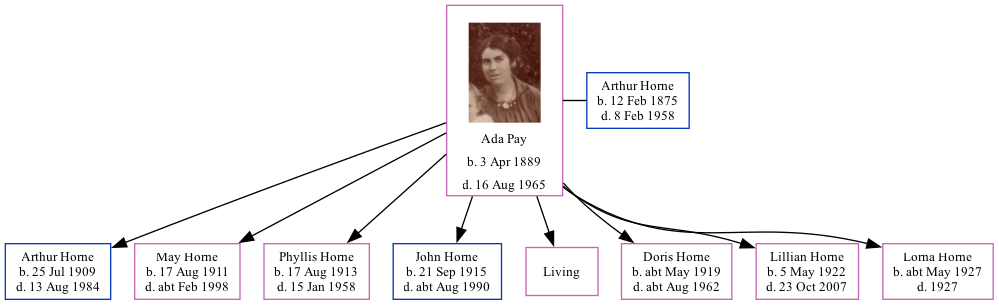 Ada Pay
b. 3 Apr 1889
d. 16 Aug 1965
Arthur Horne
b. 12 Feb 1875
d. 8 Feb 1958
Arthur Horne
b. 25 Jul 1909
d. 13 Aug 1984
May Horne
b. 17 Aug 1911
d. abt Feb 1998
Phyllis Horne
b. 17 Aug 1913
d. 15 Jan 1958
John Horne
b. 21 Sep 1915
d. abt Aug 1990
Living
Doris Horne
b. abt May 1919
d. abt Aug 1962
Lillian Horne
b. 5 May 1922
d. 23 Oct 2007
Lorna Horne
b. abt May 1927
d. 1927